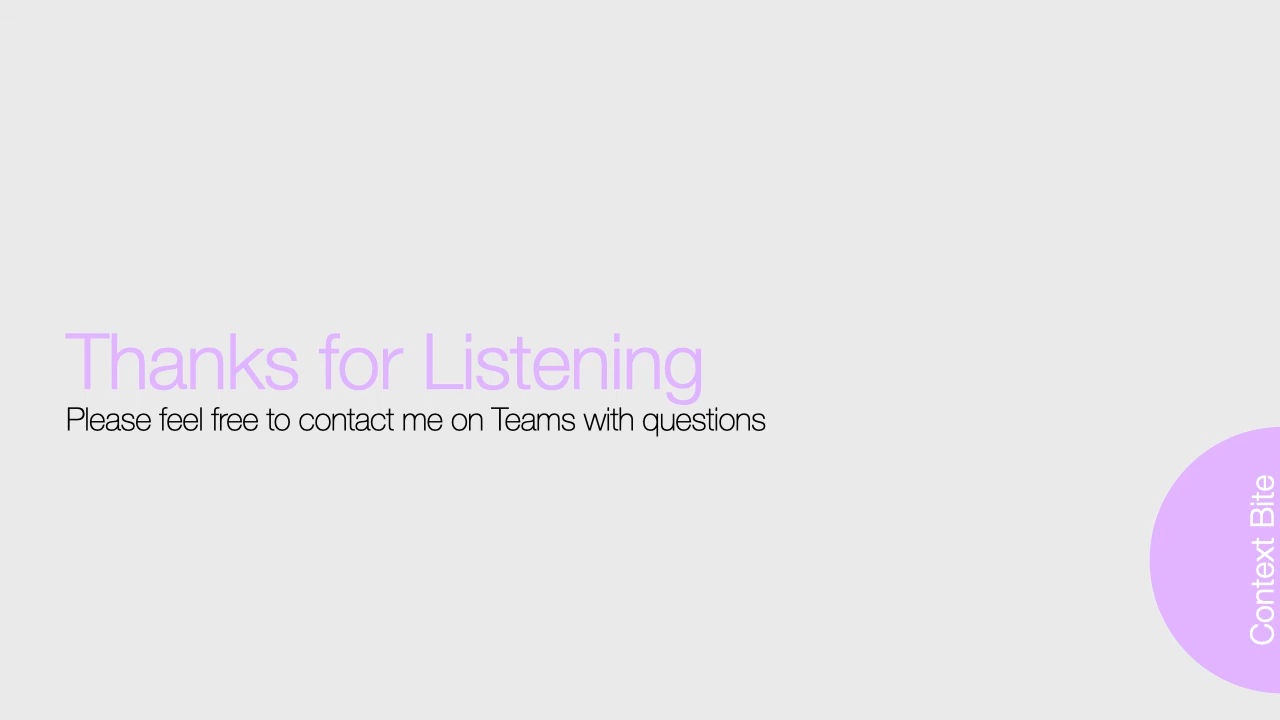 Thanks for Listening
Please feel free to contact me on Teams with questions
Context Bite